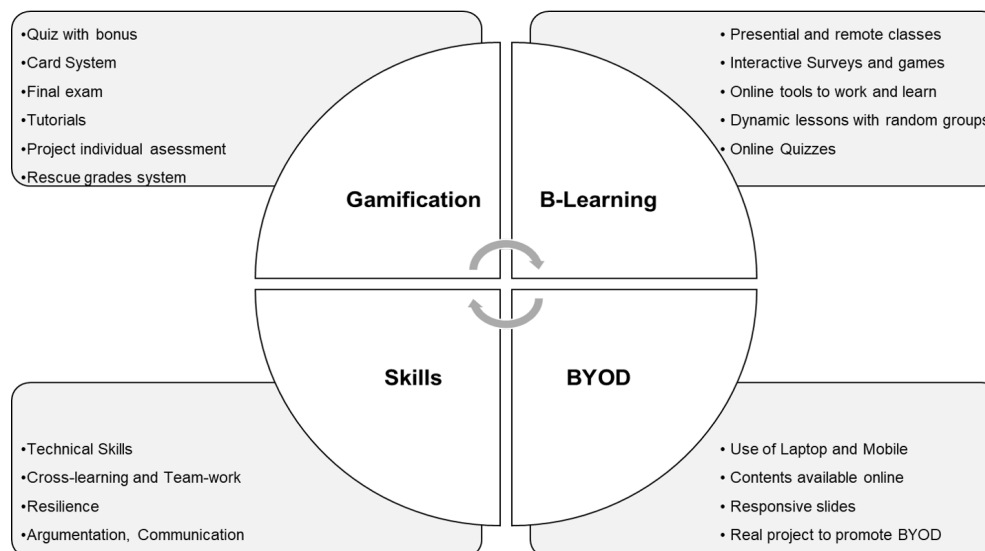 •Quiz with bonus
•Card System
•Final exam
•Tutorials
•Project individual asessment
•Rescue grades system
• Presential and remote classes
• Interactive Surveys and games
• Online tools to work and learn
• Dynamic lessons with random groups
• Online Quizzes
Gamification
B-Learning
Skills
BYOD
•Technical Skills
•Cross-learning and Team-work
•Resilience
•Argumentation, Communication
• Use of Laptop and Mobile
• Contents available online
• Responsive slides
• Real project to promote BYOD